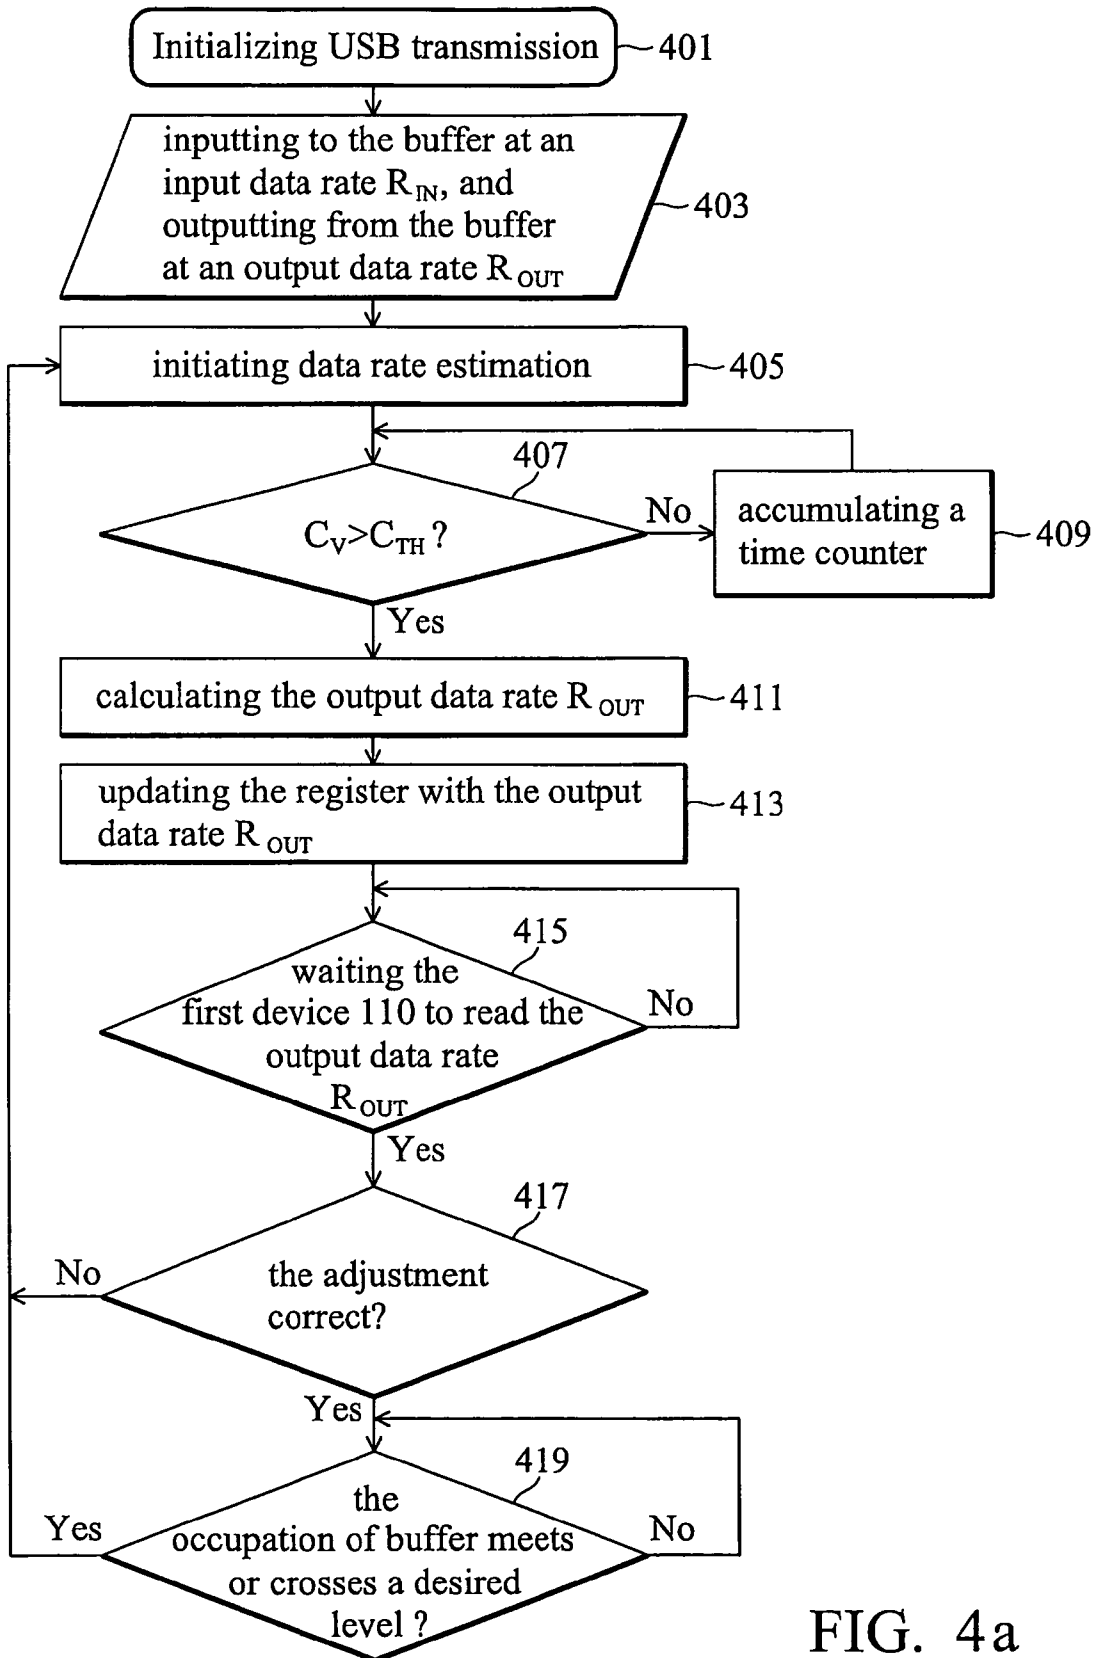 Initializing USB transmission
401
inputting to the buffer at an
input data rate R_IN, and
outputting from the buffer
at an output data rate R_OUT
403
initiating data rate estimation
405
407
C_V>C_TH ?
No
accumulating a
time counter
409
Yes
calculating the output data rate R_OUT
411
updating the register with the output
data rate R_OUT
413
415
waiting the
first device 110 to read the
output data rate
R_OUT
No
Yes
417
the adjustment
correct?
No
Yes
419
the
occupation of buffer meets
or crosses a desired
level ?
Yes
No
FIG. 4a